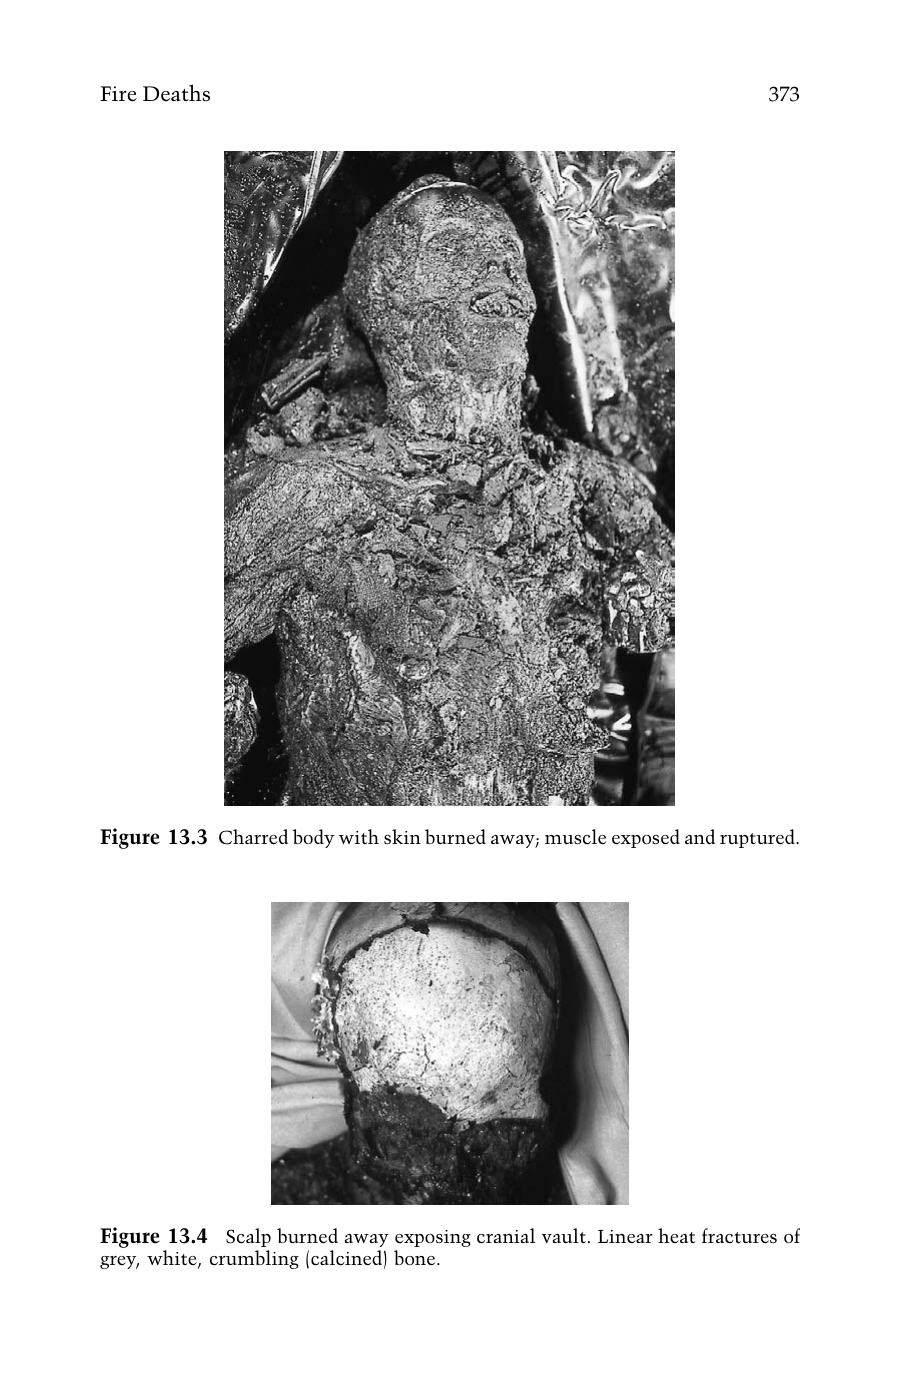 Fire Deaths 373
Figure 13.3 Charred body with skin burned away; muscle exposed and ruptured.
Figure 13.4 Scalp burned away exposing cranial vault. Linear heat fractures of
grey, white, crumbling (calcined) bone.